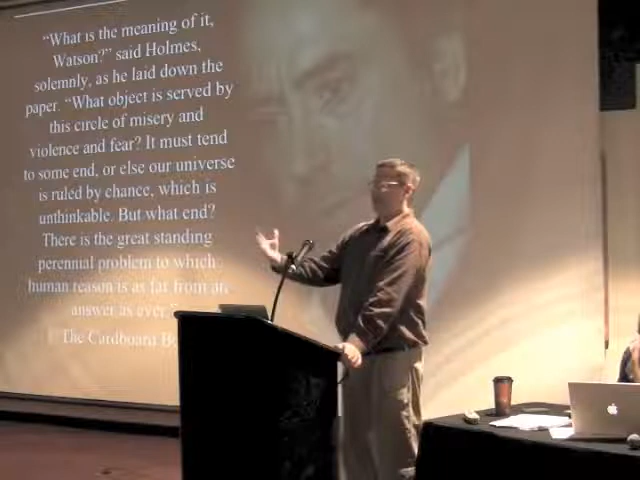 “What is the meaning of it,
Watson?” said Holmes,
solemnly, as he laid down the
paper. “What object is served by
this circle of misery and
violence and fear? It must tend
to some end, or else our universe
is ruled by chance, which is
unthinkable. But what end?
There is the great standing
perennial problem to which
human reason is as far from an
answer as ever.”
The Cardboard